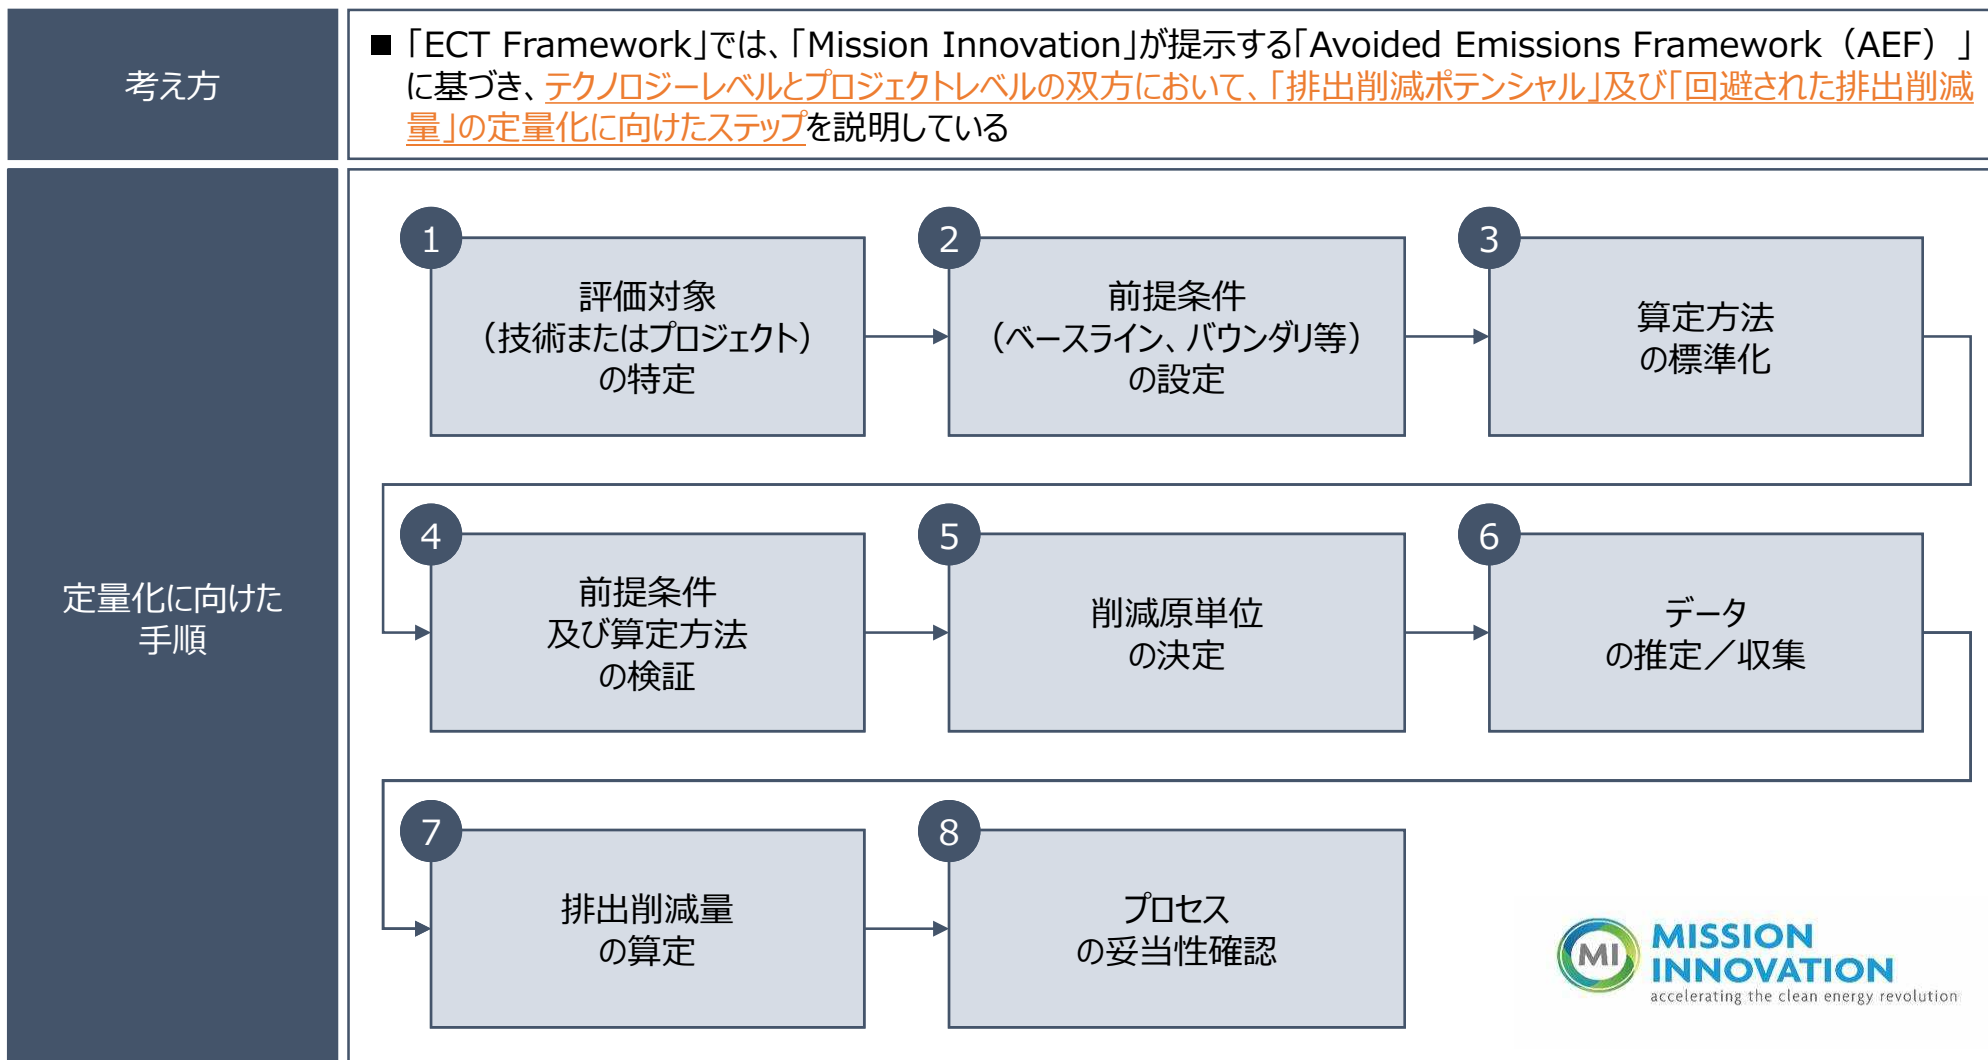 考え方
■「ECT Framework」では、「Mission Innovation」が提示する「Avoided Emissions Framework（AEF）」
に基づき、テクノロジーレベルとプロジェクトレベルの双方において、「排出削減ポテンシャル」及び「回避された排出削減
量」の定量化に向けたステップを説明している
定量化に向けた
手順
1
評価対象
（技術またはプロジェクト）
の特定
2
前提条件
（ベースライン、バウンダリ等）
の設定
3
算定方法
の標準化
4
前提条件
及び算定方法
の検証
5
削減原単位
の決定
6
データ
の推定／収集
7
排出削減量
の算定
8
プロセス
の妥当性確認
MI
MISSION
INNOVATION
accelerating the clean energy revolution